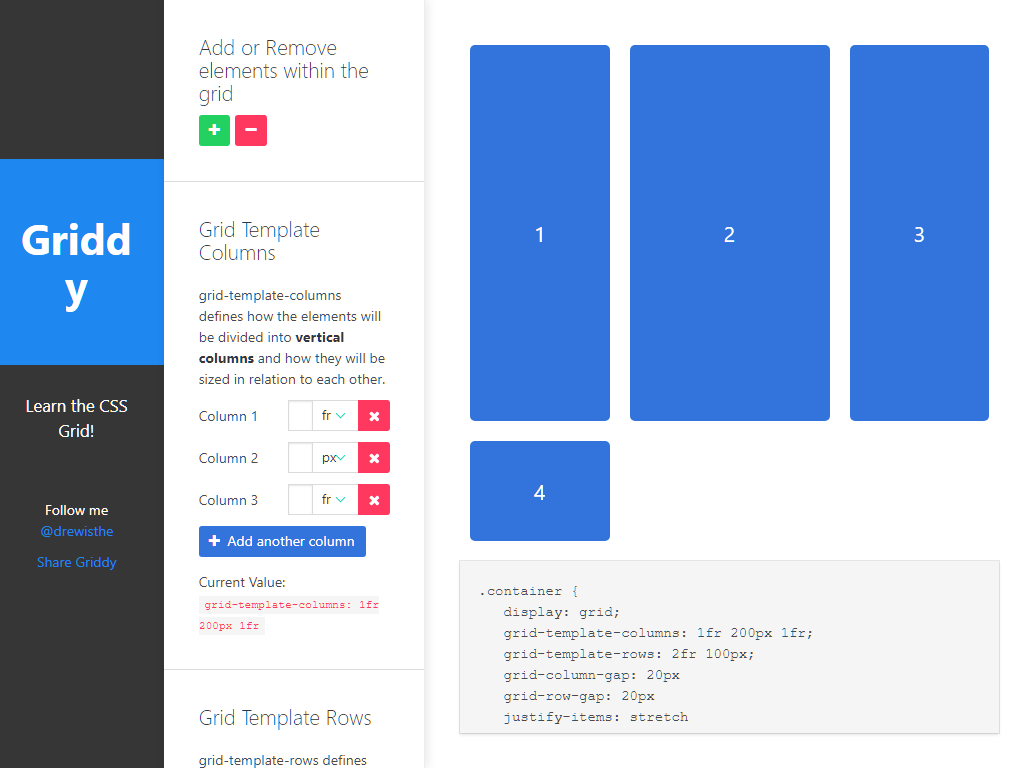 Gridd
y
Learn the CSS
Grid!
Follow me
@drewisthe
Share Griddy
Add or Remove
elements within the
grid
Grid Template
Columns
grid-template-columns
defines how the elements will
be divided into vertical
columns and how they will be
sized in relation to each other.
Column 1 fr
Column 2 px
Column 3 fr
Add another column
Current Value:
grid-template-columns: 1fr
200px 1fr
Grid Template Rows
grid-template-rows defines
1
2
3
4
.container {
display: grid;
grid-template-columns: 1fr 200px 1fr;
grid-template-rows: 2fr 100px;
grid-column-gap: 20px
grid-row-gap: 20px
justify-items: stretch